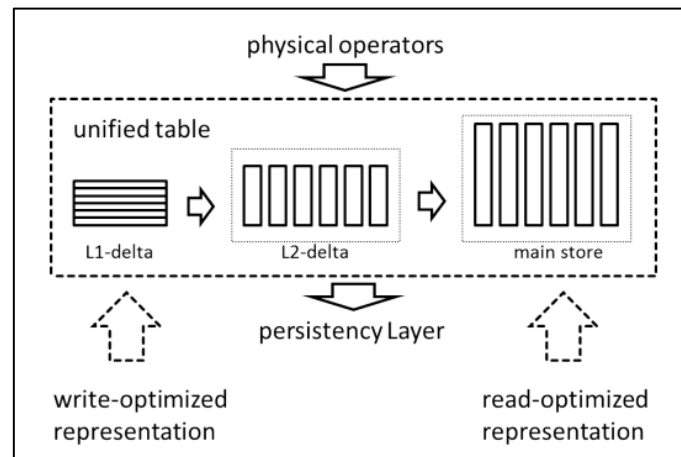 physical operators
unified table
L1-delta
L2-delta
main store
persistency Layer
write-optimized
representation
read-optimized
representation